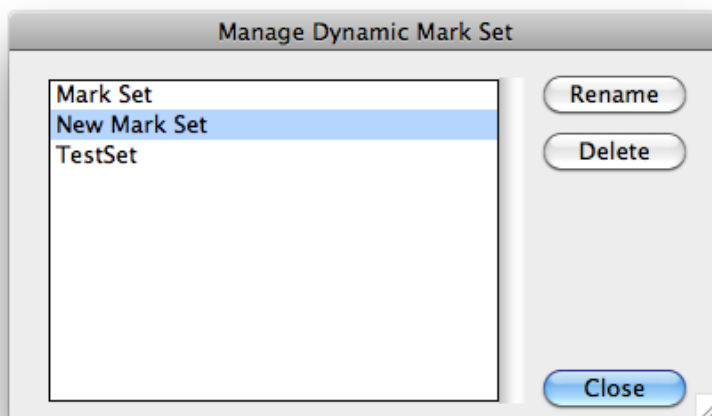 Manage Dynamic Mark Set
Mark Set
New Mark Set
TestSet
Rename
Delete
Close